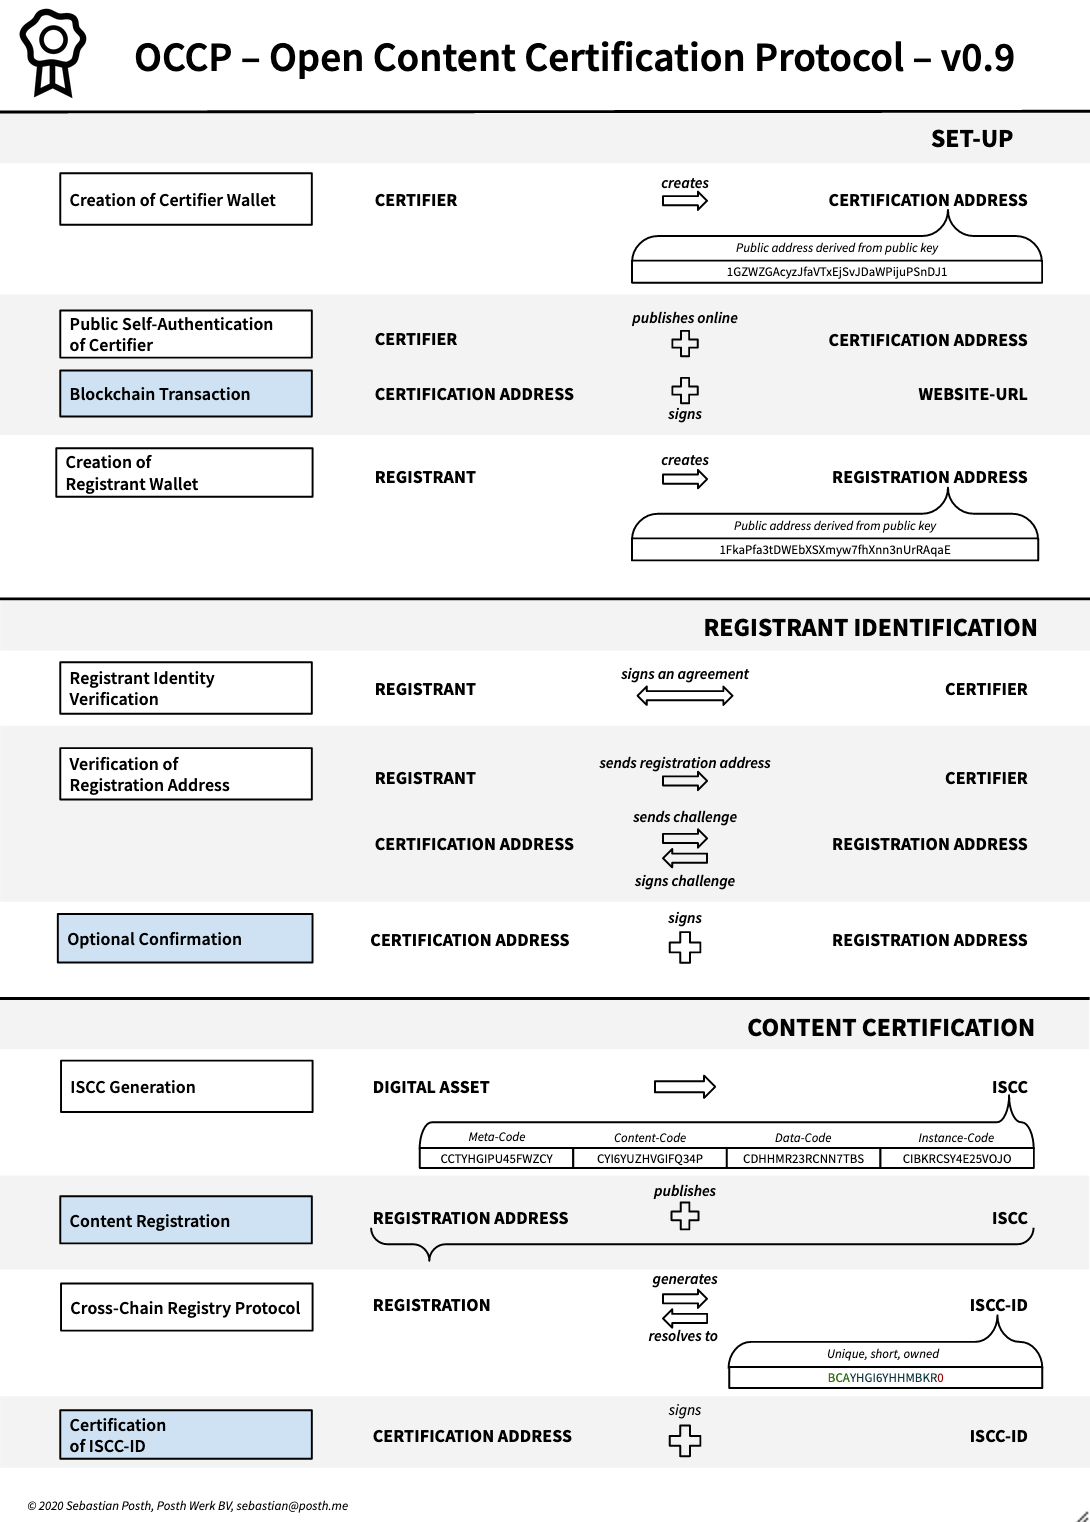 OCCP – Open Content Certification Protocol – v0.9
SET-UP
Creation of Certifier Wallet
CERTIFIER
creates
CERTIFICATION ADDRESS
Public address derived from public key
1GZWZGAcyzJfaVTxEjSvJDaWPijuPSnDJ1
Public Self-Authentication
of Certifier
CERTIFIER
publishes online
CERTIFICATION ADDRESS
Blockchain Transaction
CERTIFICATION ADDRESS
signs
WEBSITE-URL
Creation of
Registrant Wallet
REGISTRANT
creates
REGISTRATION ADDRESS
Public address derived from public key
1FkaPfa3tDWEbXSXmyw7fhXnn3nUrRAqaE
REGISTRANT IDENTIFICATION
Registrant Identity
Verification
REGISTRANT
signs an agreement
CERTIFIER
Verification of
Registration Address
REGISTRANT
sends registration address
CERTIFIER
CERTIFICATION ADDRESS
sends challenge
signs challenge
REGISTRATION ADDRESS
Optional Confirmation
CERTIFICATION ADDRESS
signs
REGISTRATION ADDRESS
CONTENT CERTIFICATION
ISCC Generation
DIGITAL ASSET
ISCC
Meta-Code
Content-Code
Data-Code
Instance-Code
CCTYHGIPU45FWZCY
CYI6YUZHVGIFQ34P
CDHHMR23RCNN7TBS
CIBKRCSY4E25VOJO
Content Registration
REGISTRATION ADDRESS
publishes
ISCC
Cross-Chain Registry Protocol
REGISTRATION
generates
resolves to
ISCC-ID
Unique, short, owned
BCAYHGI6YHHMBKR0
Certification
of ISCC-ID
CERTIFICATION ADDRESS
signs
ISCC-ID
© 2020 Sebastian Posth, Posth Werk BV, sebastian@posth.me